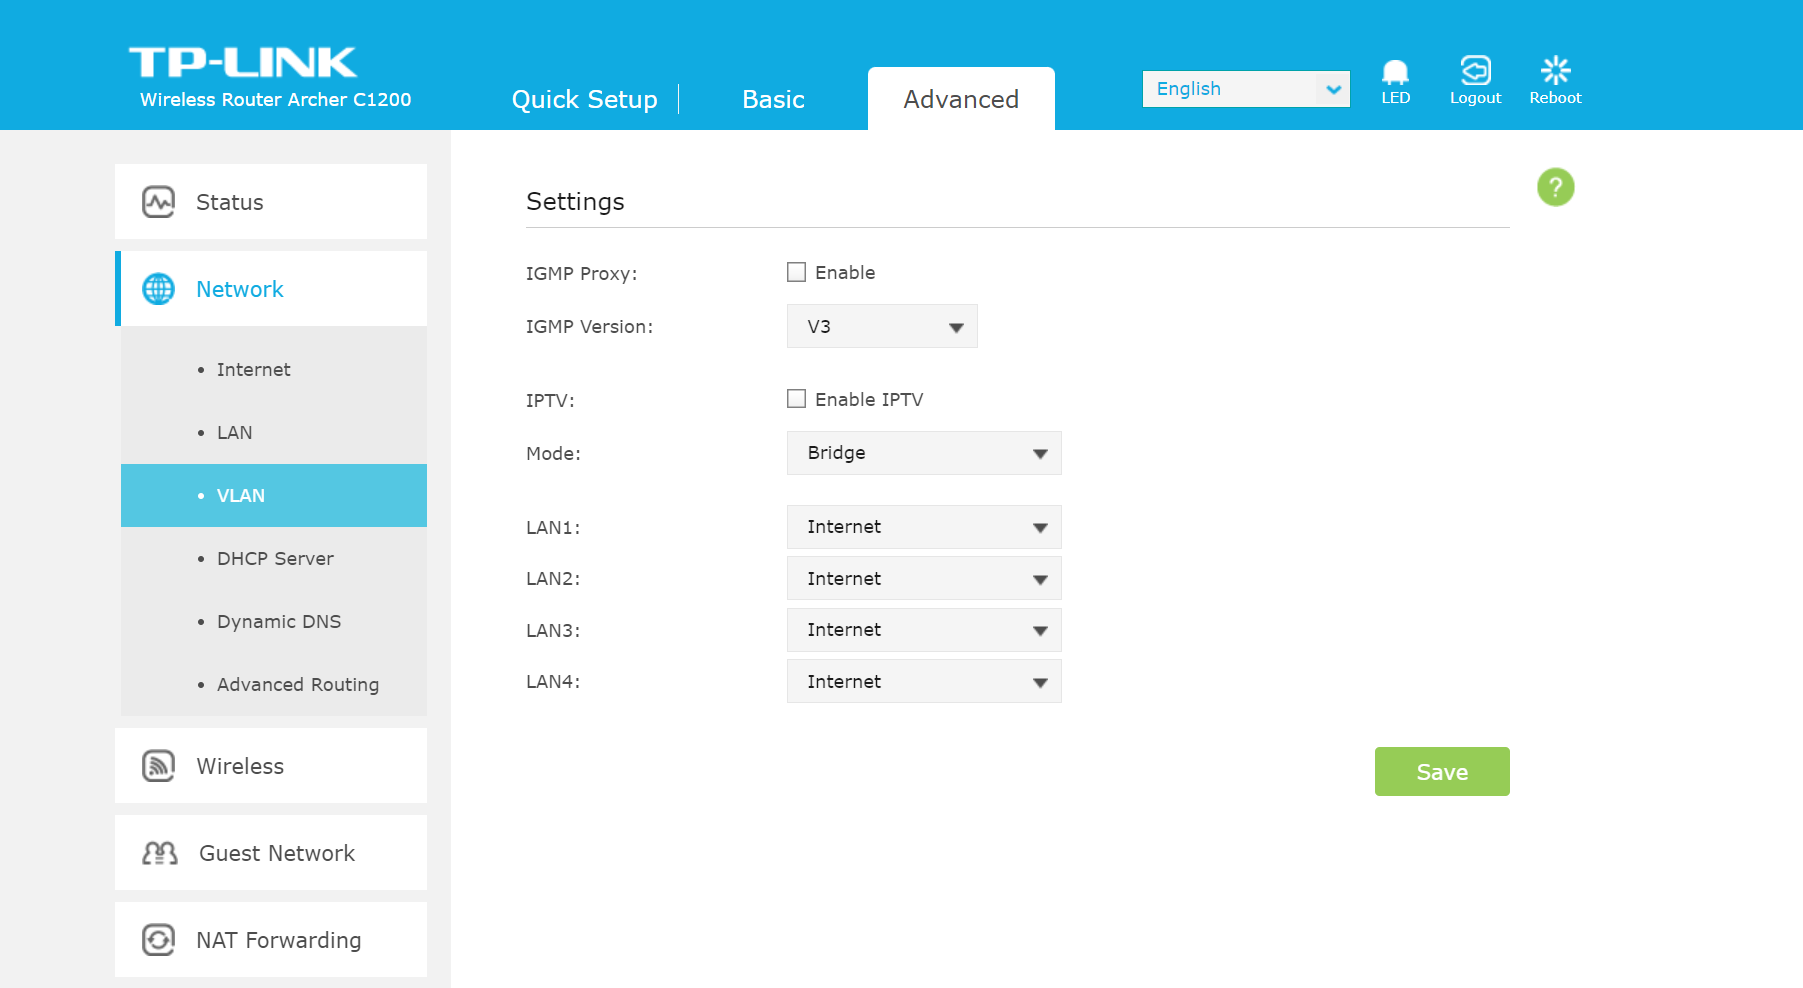 TP-LINK
Wireless Router Archer C1200
Quick Setup
Basic
Advanced
English
LED
Logout
Reboot
Status
Network
• Internet
• LAN
• VLAN
• DHCP Server
• Dynamic DNS
• Advanced Routing
Wireless
Guest Network
NAT Forwarding
Settings
?
IGMP Proxy: Enable
IGMP Version: V3
IPTV: Enable IPTV
Mode: Bridge
LAN1: Internet
LAN2: Internet
LAN3: Internet
LAN4: Internet
Save